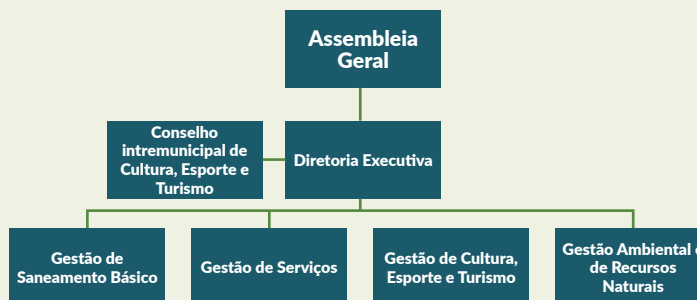 Assembleia
Geral
Conselho
intremunicipal de
Cultura, Esporte e
Turismo
Diretoria Executiva
Gestão de
Saneamento Básico
Gestão de Serviços
Gestão de Cultura,
Esporte e Turismo
Gestão Ambiental e
de Recursos
Naturais